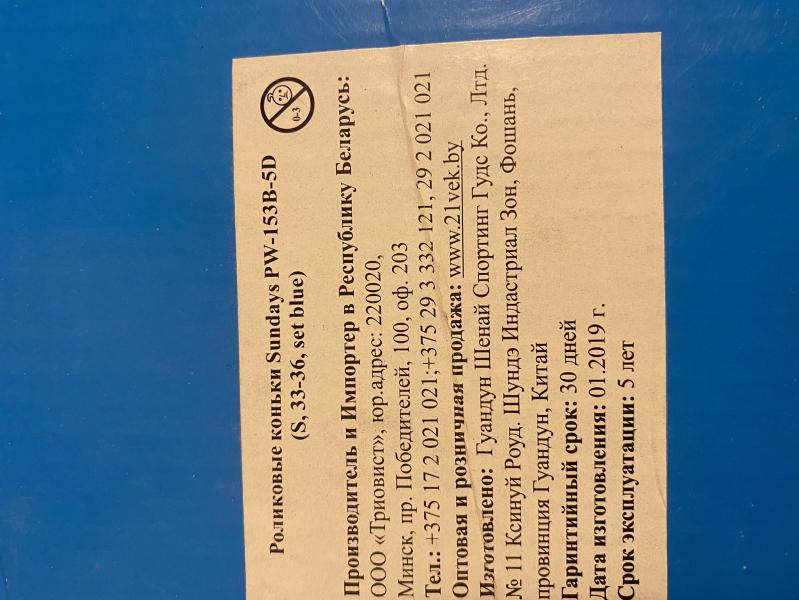 Роликовые коньки Sundays PW-153B-5D
(S, 33-36, set blue)
0-3
Производитель и Импортер в Республику Беларусь:
ООО «Триовист», юр.адрес: 220020,
Минск, пр. Победителей, 100, оф. 203
Тел.: +375 17 2 021 021;+375 29 3 332 121, 29 2 021 021
Оптовая и розничная продажа: www.21vek.by
Изготовлено: Гуандун Шенай Спортинг Гудс Ко., Лтд.
№ 11 Ксинуй Роуд. Шундэ Индастриал Зон, Фошань,
провинция Гуандун, Китай
Гаринтийный срок: 30 дней
Дата изготовления: 01.2019 г.
Срок эксплуатации: 5 лет